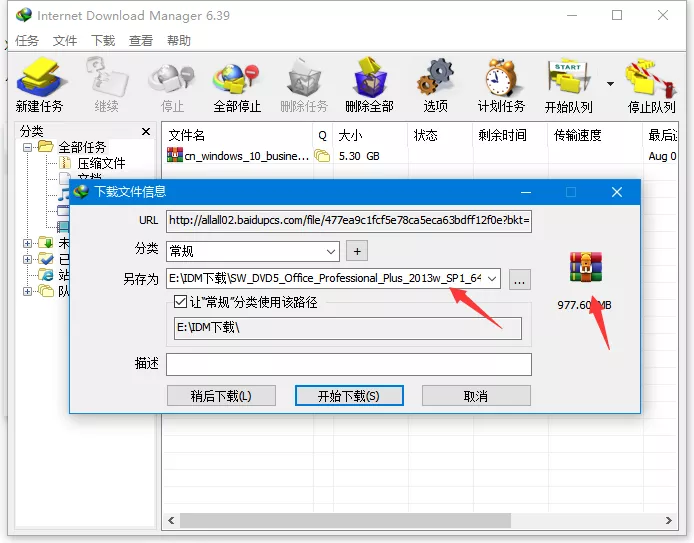 Internet Download Manager 6.39
任务 文件 下载 查看 帮助
新建任务 继续 停止 全部停止 删除任务 删除全部 选项 计划任务 START 开始队列 停止队列
分类
全部任务
压缩文件
文档
文件名 Q 大小 状态 剩余时间 传输速度 最后
cn_windows_10_busine... 5.30 GB Aug 0
下载文件信息
URL http://allall02.baidupcs.com/file/477ea9c1fcf5e78ca5eca63bdff12f0e?bkt=
分类 常规 +
另存为 E:\IDM下载\SW_DVD5_Office_Professional_Plus_2013w_SP1_64 ...
让“常规”分类使用该路径
E:\IDM下载\
977.60 MB
描述
稍后下载(L) 开始下载(S) 取消